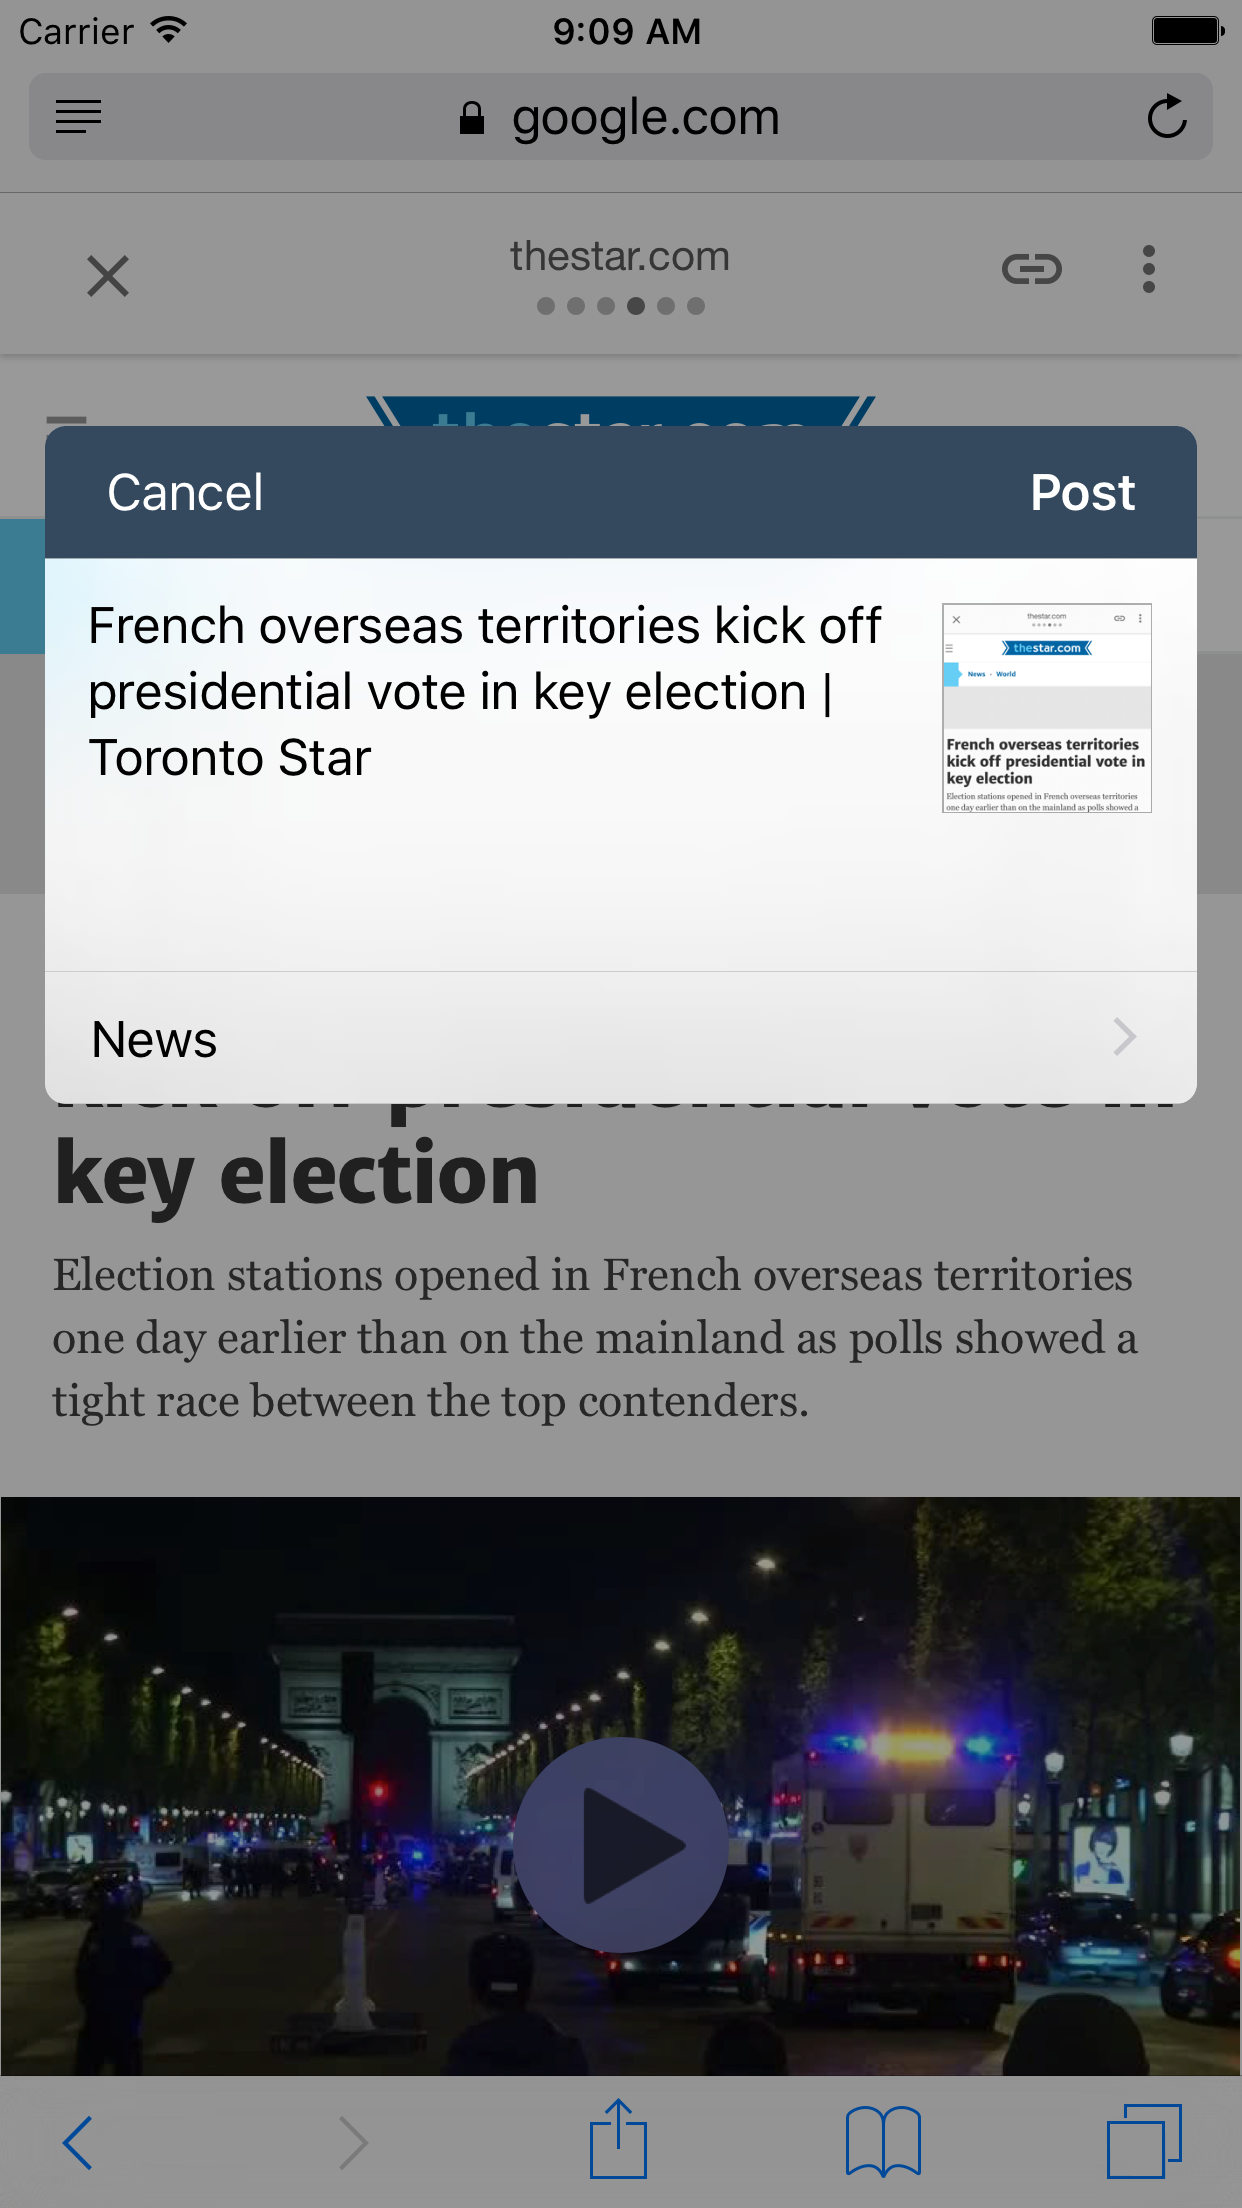 Carrier
9:09 AM
google.com
thestar.com
Cancel
Post
French overseas territories kick off
presidential vote in key election |
Toronto Star
thestar.com
thestar.com
News · World
French overseas territories
kick off presidential vote in
key election
Election stations opened in French overseas territories
one day earlier than on the mainland as polls showed a
News
key election
Election stations opened in French overseas territories
one day earlier than on the mainland as polls showed a
tight race between the top contenders.